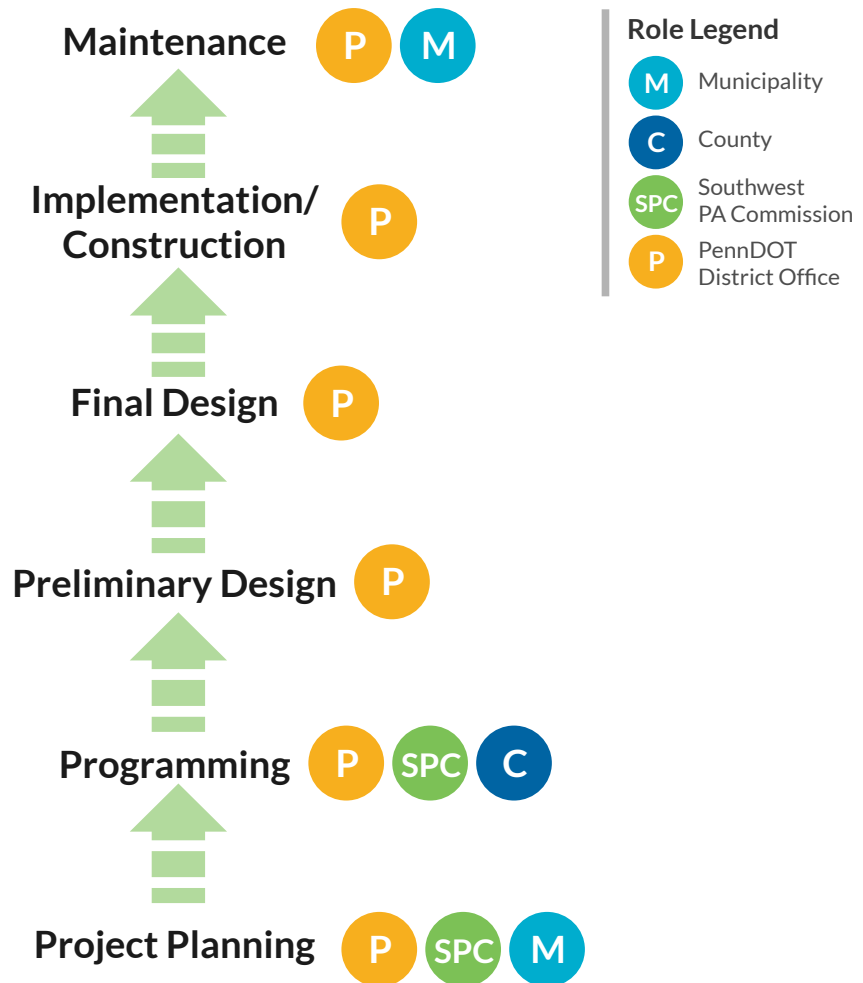 Maintenance P M
Implementation/
Construction P
Final Design P
Preliminary Design P
Programming P SPC C
Project Planning P SPC M
Role Legend
M Municipality
C County
SPC Southwest
PA Commission
P PennDOT
District Office